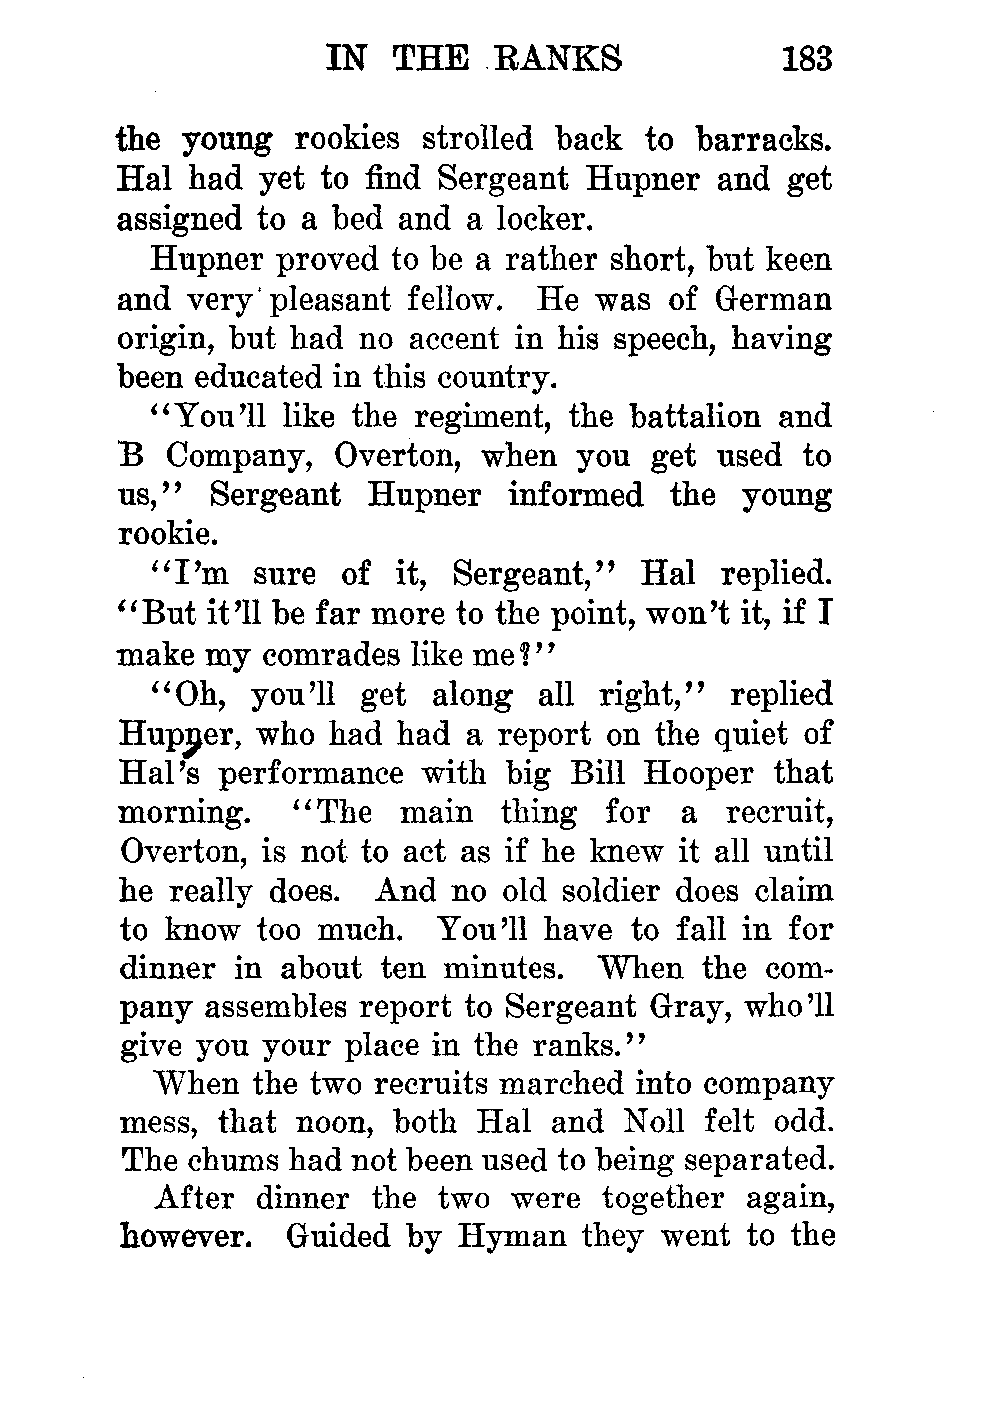 IN THE RANKS 183
the young rookies strolled back to barracks.
Hal had yet to find Sergeant Hupner and get
assigned to a bed and a locker.
Hupner proved to be a rather short, but keen
and very pleasant fellow. He was of German
origin, but had no accent in his speech, having
been educated in this country.
“You’ll like the regiment, the battalion and
B Company, Overton, when you get used to
us,” Sergeant Hupner informed the young
rookie.
“I’m sure of it, Sergeant,” Hal replied.
“But it’ll be far more to the point, won’t it, if I
make my comrades like me?”
“Oh, you’ll get along all right,” replied
Hupner, who had had a report on the quiet of
Hal’s performance with big Bill Hooper that
morning. “The main thing for a recruit,
Overton, is not to act as if he knew it all until
he really does. And no old soldier does claim
to know too much. You’ll have to fall in for
dinner in about ten minutes. When the com-
pany assembles report to Sergeant Gray, who’ll
give you your place in the ranks.”
When the two recruits marched into company
mess, that noon, both Hal and Noll felt odd.
The chums had not been used to being separated.
After dinner the two were together again,
however. Guided by Hyman they went to the